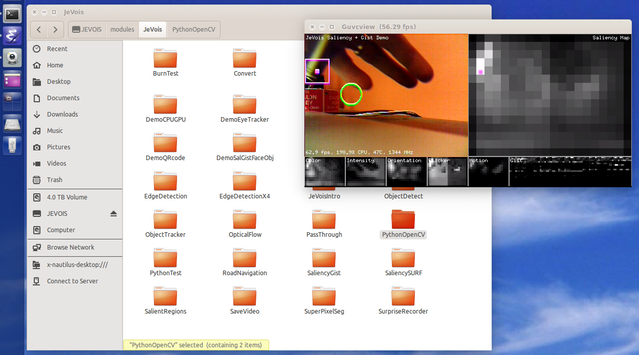 JeVois
JEVOIS
modules
JeVois
PythonOpenCV
Recent
Home
Desktop
Documents
Downloads
Music
Pictures
Videos
Trash
4.0 TB Volume
JEVOIS
Computer
Browse Network
x-nautilus-desktop:///
Connect to Server
BurnTest
Convert
DemoCPUGPU
DemoEyeTracker
DemoQRcode
DemoSalGistFaceObj
EdgeDetection
EdgeDetectionX4
JeVoisIntro
ObjectDetect
ObjectTracker
OpticalFlow
PassThrough
PythonOpenCV
PythonTest
RoadNavigation
SaliencyGist
SaliencySURF
SalientRegions
SaveVideo
SuperPixelSeg
SurpriseRecorder
"PythonOpenCV" selected (containing 2 items)
Guvcview (56.29 fps)
JeVois Saliency + Gist Demo
Saliency Map
62.9 fps, 198.98 CPU, 47C, 1344 MHz
Color
Intensity
Orientation
Flicker
Motion
Gist